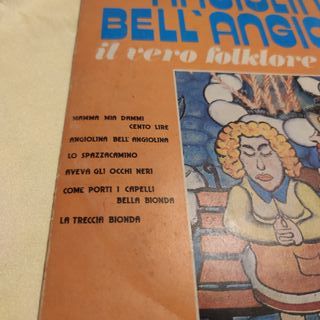 ANGIOLIN
BELL'ANGIO
il vero folklore
MAMMA MIA DAMMI
CENTO LIRE
ANGIOLINA BELL'ANGIOLINA
LO SPAZZACAMINO
AVEVA GLI OCCHI NERI
COME PORTI I CAPELLI
BELLA BIONDA
LA TRECCIA BIONDA